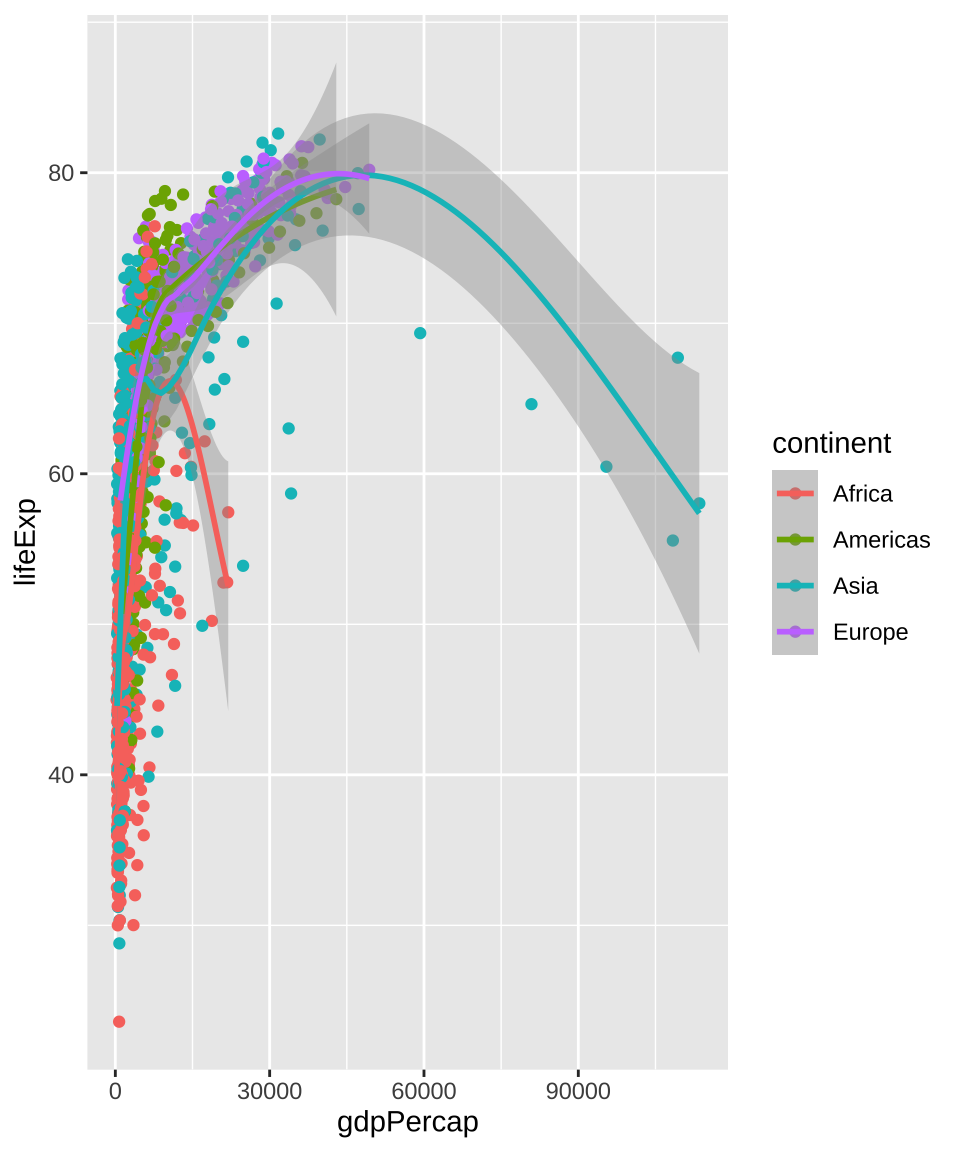 lifeExp
80
60
40
0 30000 60000 90000
gdpPercap
continent
Africa
Americas
Asia
Europe